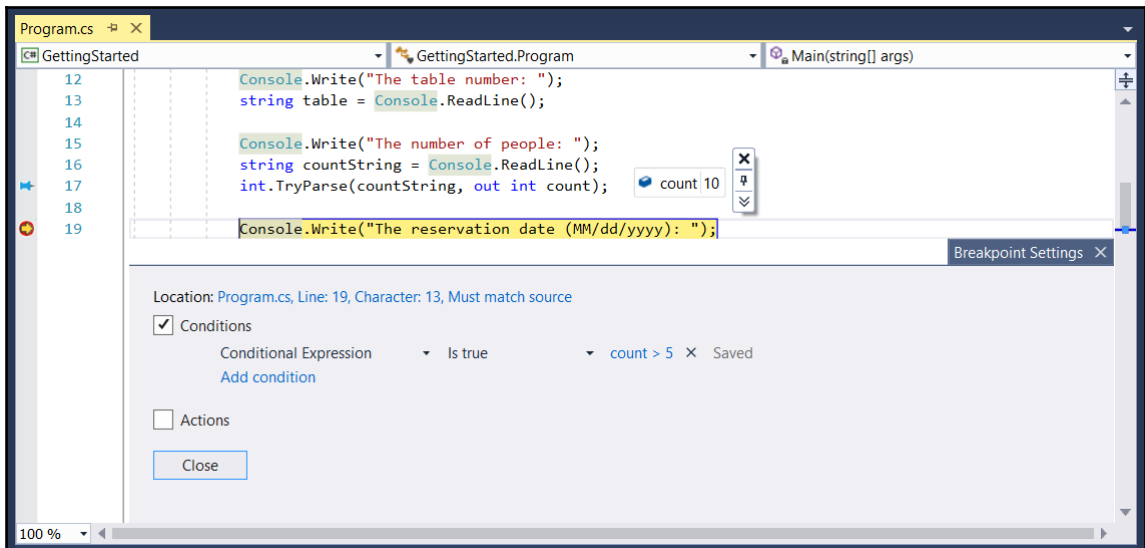 Program.cs
C# GettingStarted GettingStarted.Program Main(string[] args)
12 Console.Write("The table number: ");
13 string table = Console.ReadLine();
14
15 Console.Write("The number of people: ");
16 string countString = Console.ReadLine();
17 int.TryParse(countString, out int count); count 10
18
19 Console.Write("The reservation date (MM/dd/yyyy): ");
Breakpoint Settings
Location: Program.cs, Line: 19, Character: 13, Must match source
Conditions
Conditional Expression Is true count > 5 Saved
Add condition
Actions
Close
100 %